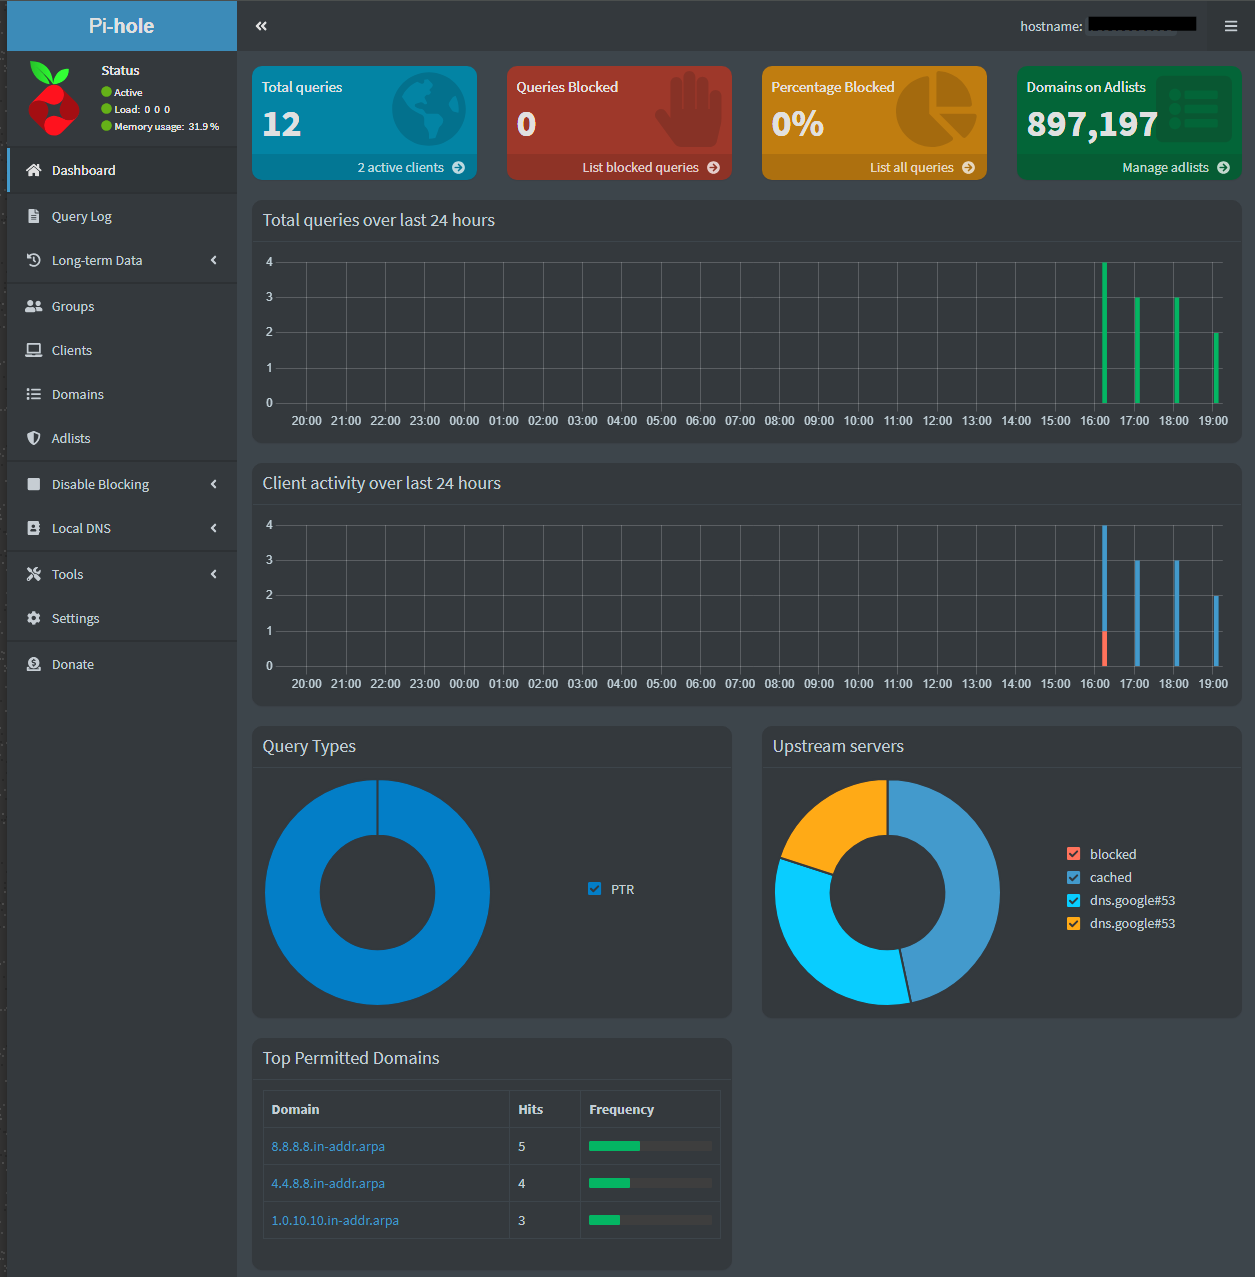 Pi-hole
hostname:
Status
Active
Load: 0 0 0
Memory usage: 31.9 %
Dashboard
Query Log
Long-term Data
Groups
Clients
Domains
Adlists
Disable Blocking
Local DNS
Tools
Settings
Donate
Total queries
12
2 active clients
Queries Blocked
0
List blocked queries
Percentage Blocked
0%
List all queries
Domains on Adlists
897,197
Manage adlists
Total queries over last 24 hours
4
3
2
1
0
20:00 21:00 22:00 23:00 00:00 01:00 02:00 03:00 04:00 05:00 06:00 07:00 08:00 09:00 10:00 11:00 12:00 13:00 14:00 15:00 16:00 17:00 18:00 19:00
Client activity over last 24 hours
4
3
2
1
0
20:00 21:00 22:00 23:00 00:00 01:00 02:00 03:00 04:00 05:00 06:00 07:00 08:00 09:00 10:00 11:00 12:00 13:00 14:00 15:00 16:00 17:00 18:00 19:00
Query Types
PTR
Upstream servers
blocked
cached
dns.google#53
dns.google#53
Top Permitted Domains
Domain Hits Frequency
8.8.8.8.in-addr.arpa 5
4.4.8.8.in-addr.arpa 4
1.0.10.10.in-addr.arpa 3